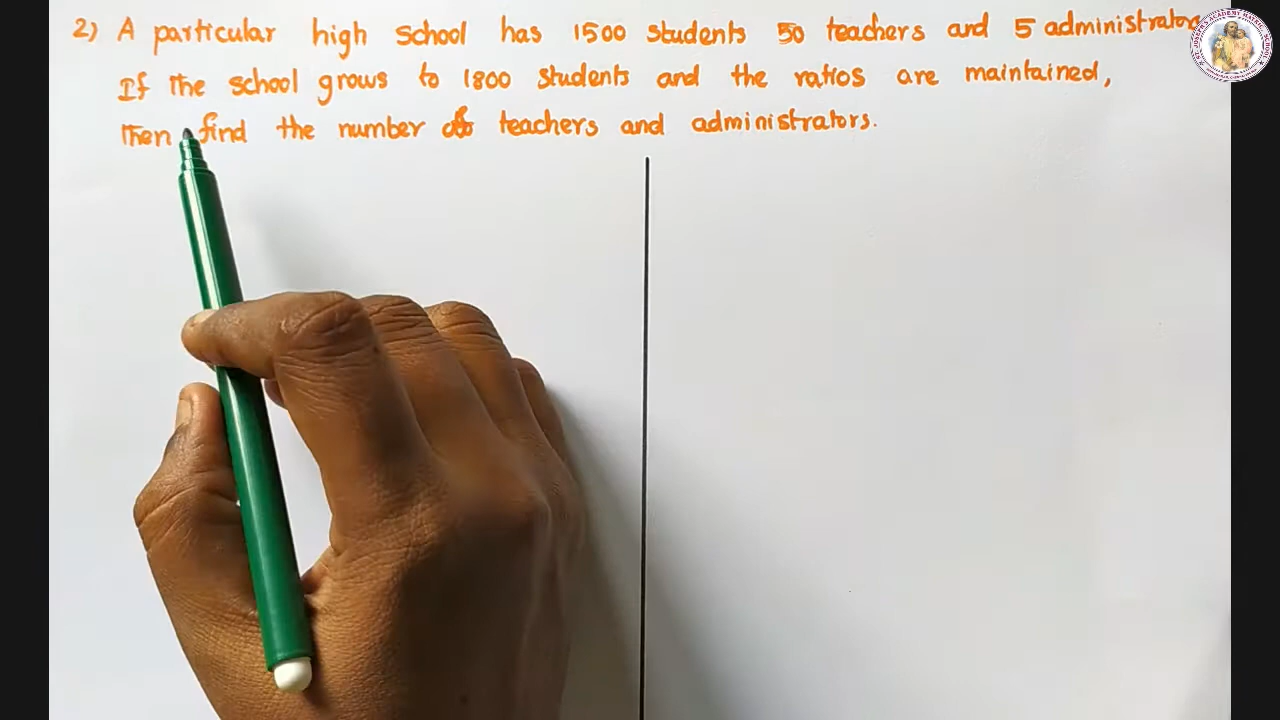 2) A particular high school has 1500 students 50 teachers and 5 administrators
If the school grows to 1800 students and the ratios are maintained,
then find the number of teachers and administrators.